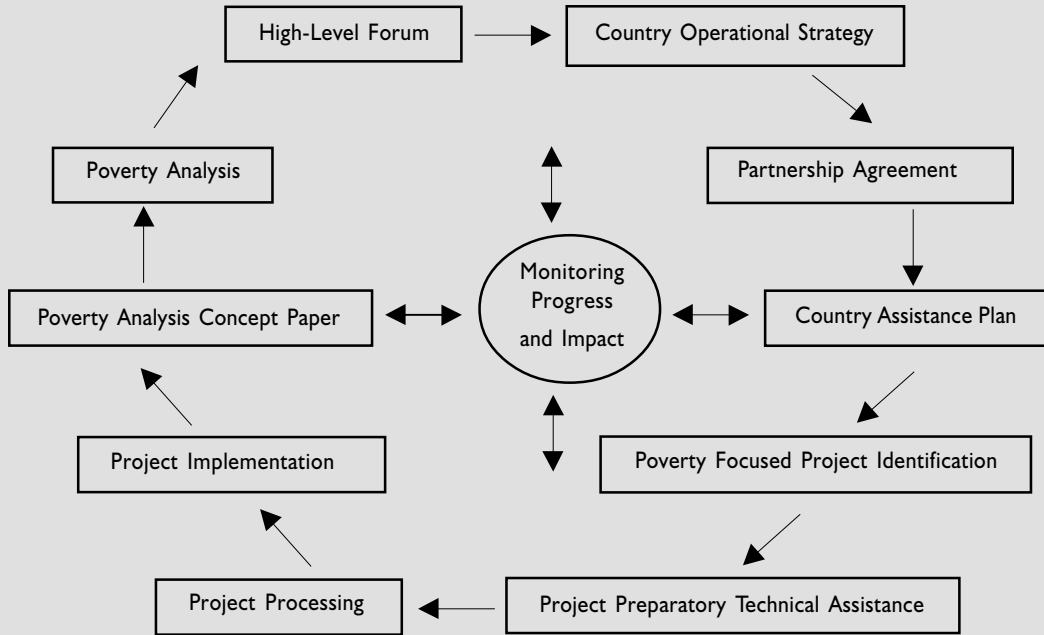 High-Level Forum
Country Operational Strategy
Poverty Analysis
Partnership Agreement
Monitoring
Progress
and Impact
Poverty Analysis Concept Paper
Country Assistance Plan
Project Implementation
Poverty Focused Project Identification
Project Processing
Project Preparatory Technical Assistance